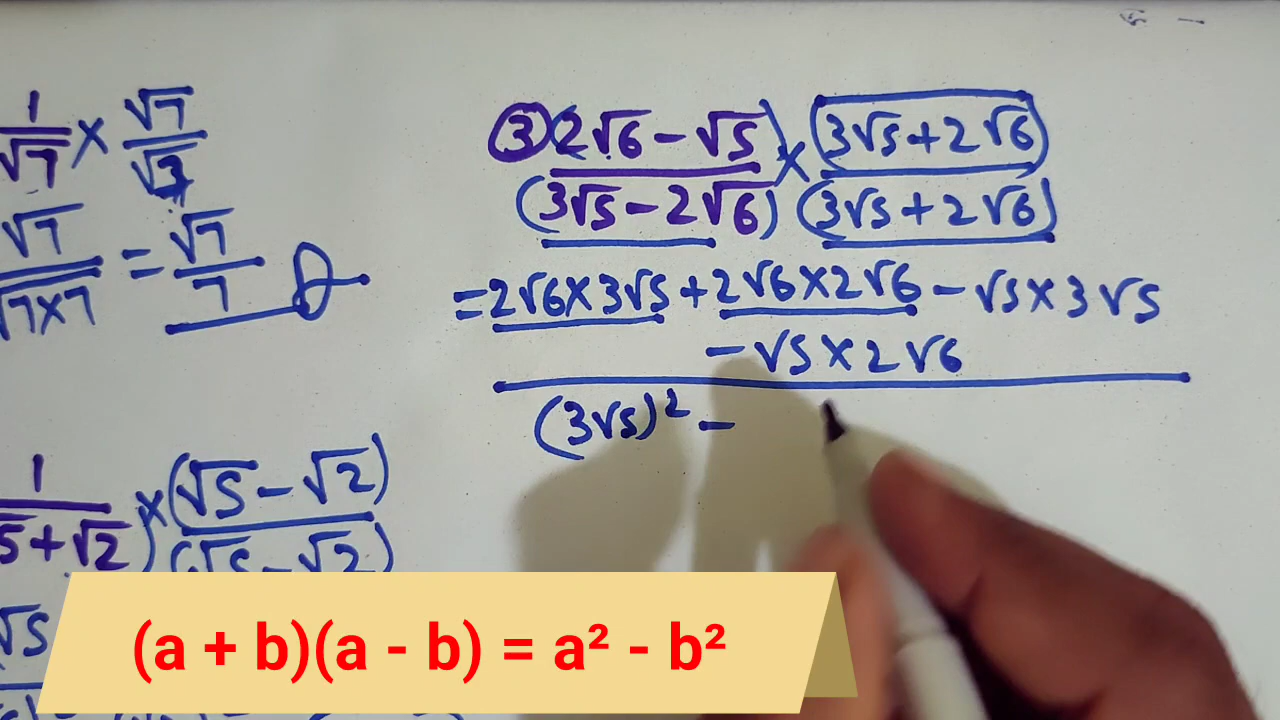 1/√7 × √7/√7
√7/√7×7 = √7/7
1/√5+√2) × (√5-√2)/(√5-√2)
√5
③ (2√6-√5)/(3√5-2√6) × (3√5+2√6)/(3√5+2√6)
=2√6×3√5+2√6×2√6-√5×3√5
-√5×2√6
(3√5)² -
(a + b)(a - b) = a² - b²